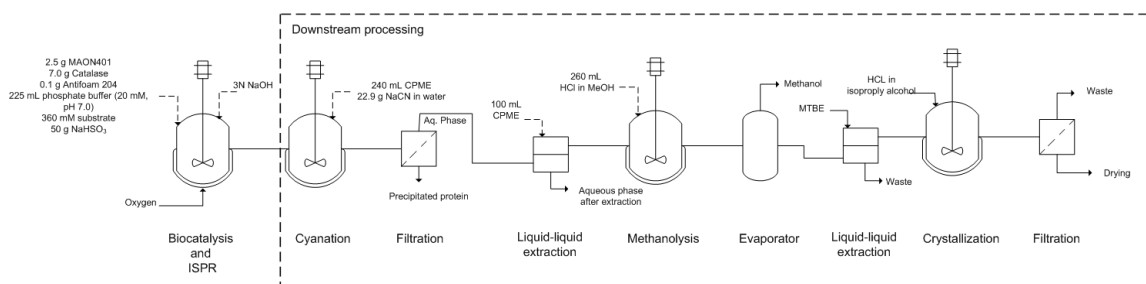 Downstream processing
2.5 g MAON401
7.0 g Catalase
0.1 g Antifoam 204
225 mL phosphate buffer (20 mM,
pH 7.0)
360 mM substrate
50 g NaHSO₃
3N NaOH
Oxygen
240 mL CPME
22.9 g NaCN in water
Aq. Phase
Precipitated protein
100 mL
CPME
Aqueous phase
after extraction
260 mL
HCl in MeOH
Methanol
MTBE
Waste
HCL in
isoproply alcohol
Waste
Drying
Biocatalysis
and
ISPR
Cyanation
Filtration
Liquid-liquid
extraction
Methanolysis
Evaporator
Liquid-liquid
extraction
Crystallization
Filtration